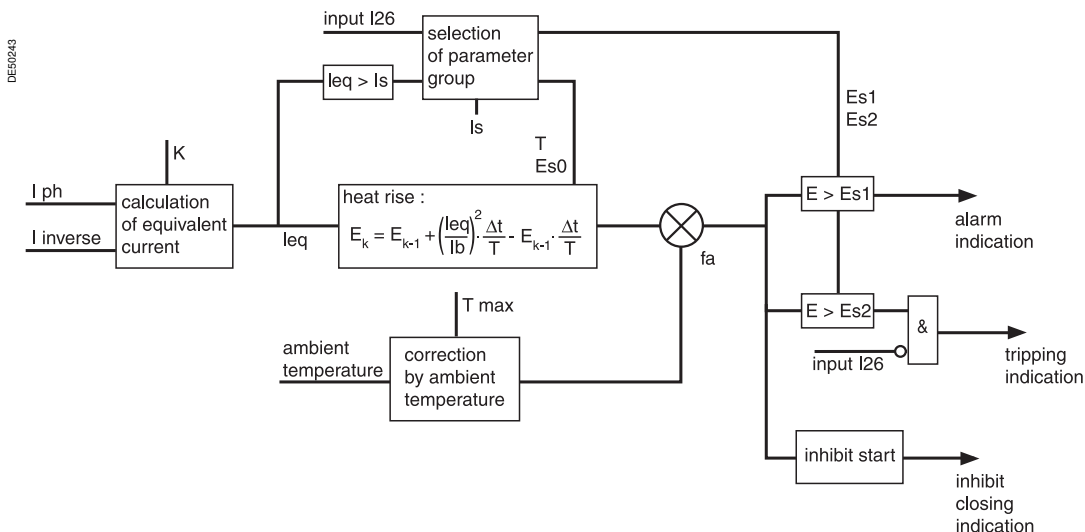 DE50243
input I26
selection
of parameter
group
Ieq > Is
Is
Es1
Es2
T
Es0
K
I ph
I inverse
calculation
of equivalent
current
Ieq
heat rise :
E_k = E_{k-1} + (Ieq/Ib)^2 · Δt/T - E_{k-1} · Δt/T
fa
E > Es1
alarm
indication
T max
E > Es2
&
input I26
tripping
indication
ambient
temperature
correction
by ambient
temperature
inhibit start
inhibit
closing
indication